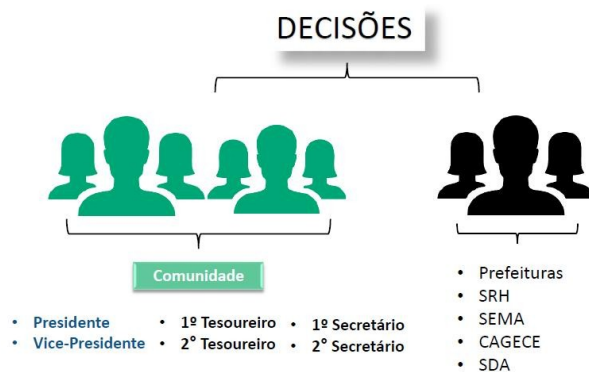 DECISÕES
Comunidade
• Presidente
• Vice-Presidente
• 1º Tesoureiro
• 2° Tesoureiro
• 1º Secretário
• 2° Secretário
• Prefeituras
• SRH
• SEMA
• CAGECE
• SDA